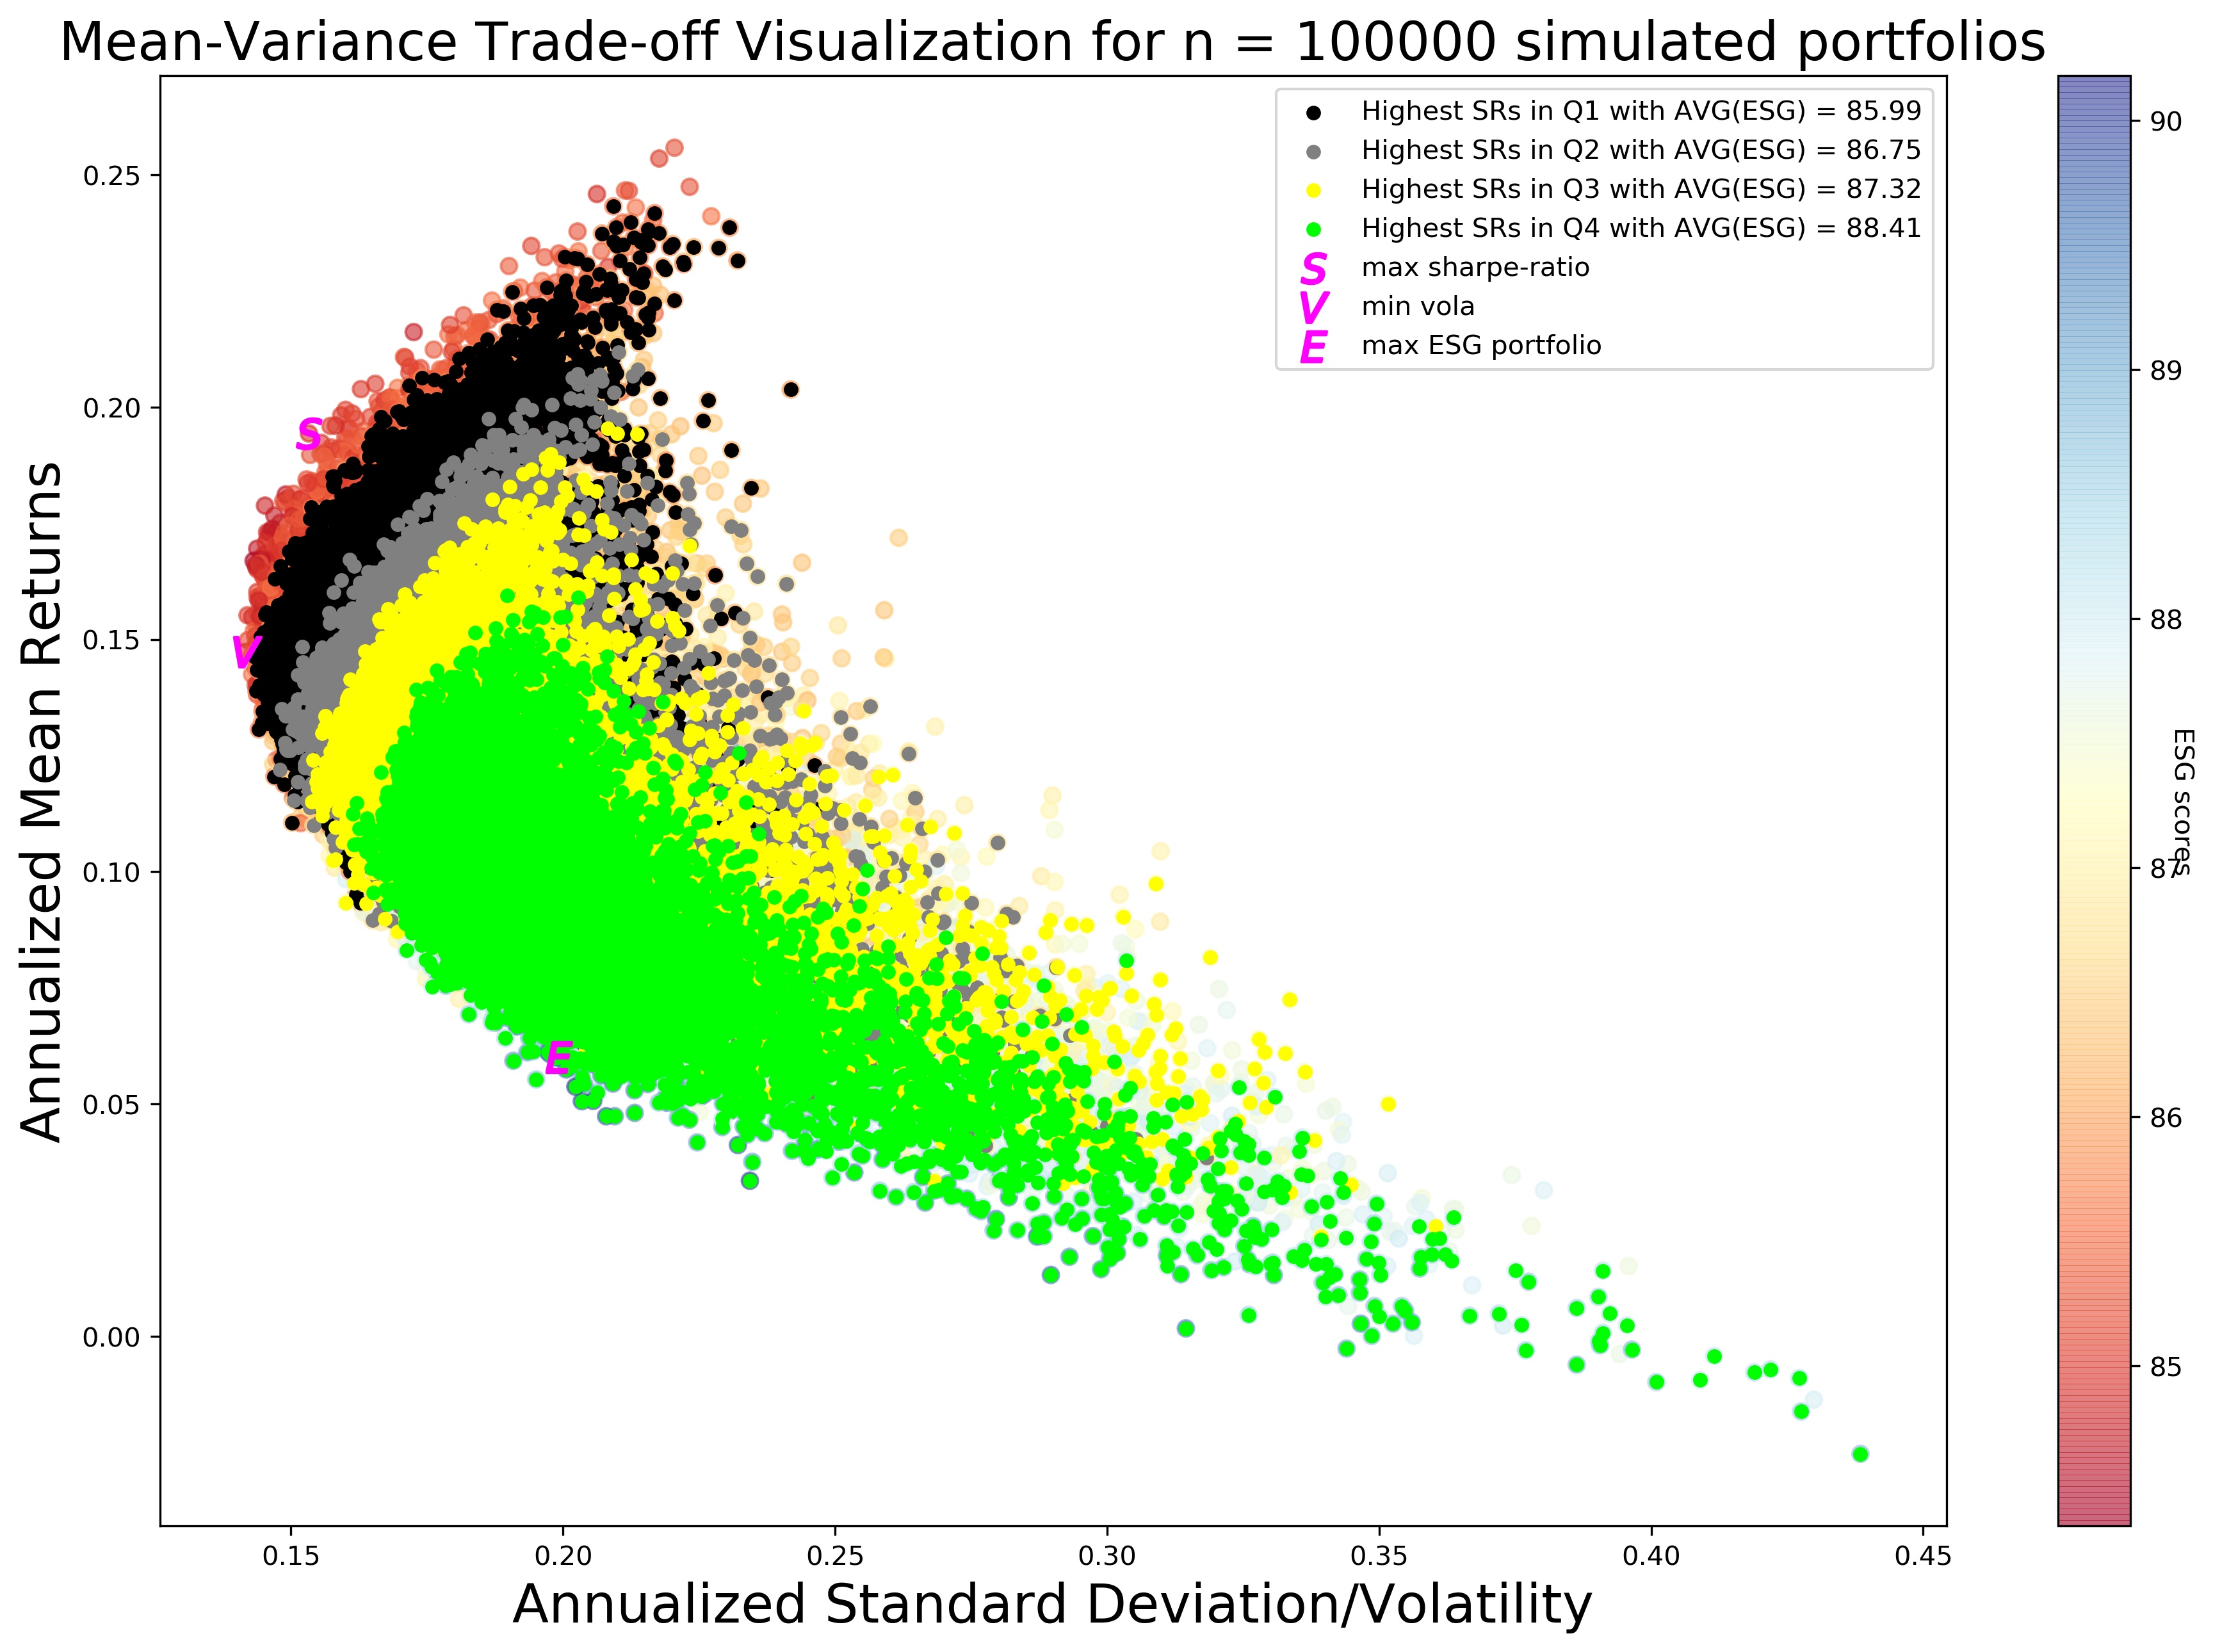 Mean-Variance Trade-off Visualization for n = 100000 simulated portfolios
Highest SRs in Q1 with AVG(ESG) = 85.99
Highest SRs in Q2 with AVG(ESG) = 86.75
Highest SRs in Q3 with AVG(ESG) = 87.32
Highest SRs in Q4 with AVG(ESG) = 88.41
S max sharpe-ratio
V min vola
E max ESG portfolio
Annualized Mean Returns
0.25
0.20
0.15
0.10
0.05
0.00
S
V
E
0.15 0.20 0.25 0.30 0.35 0.40 0.45
Annualized Standard Deviation/Volatility
90
89
88
87
86
85
ESG scores